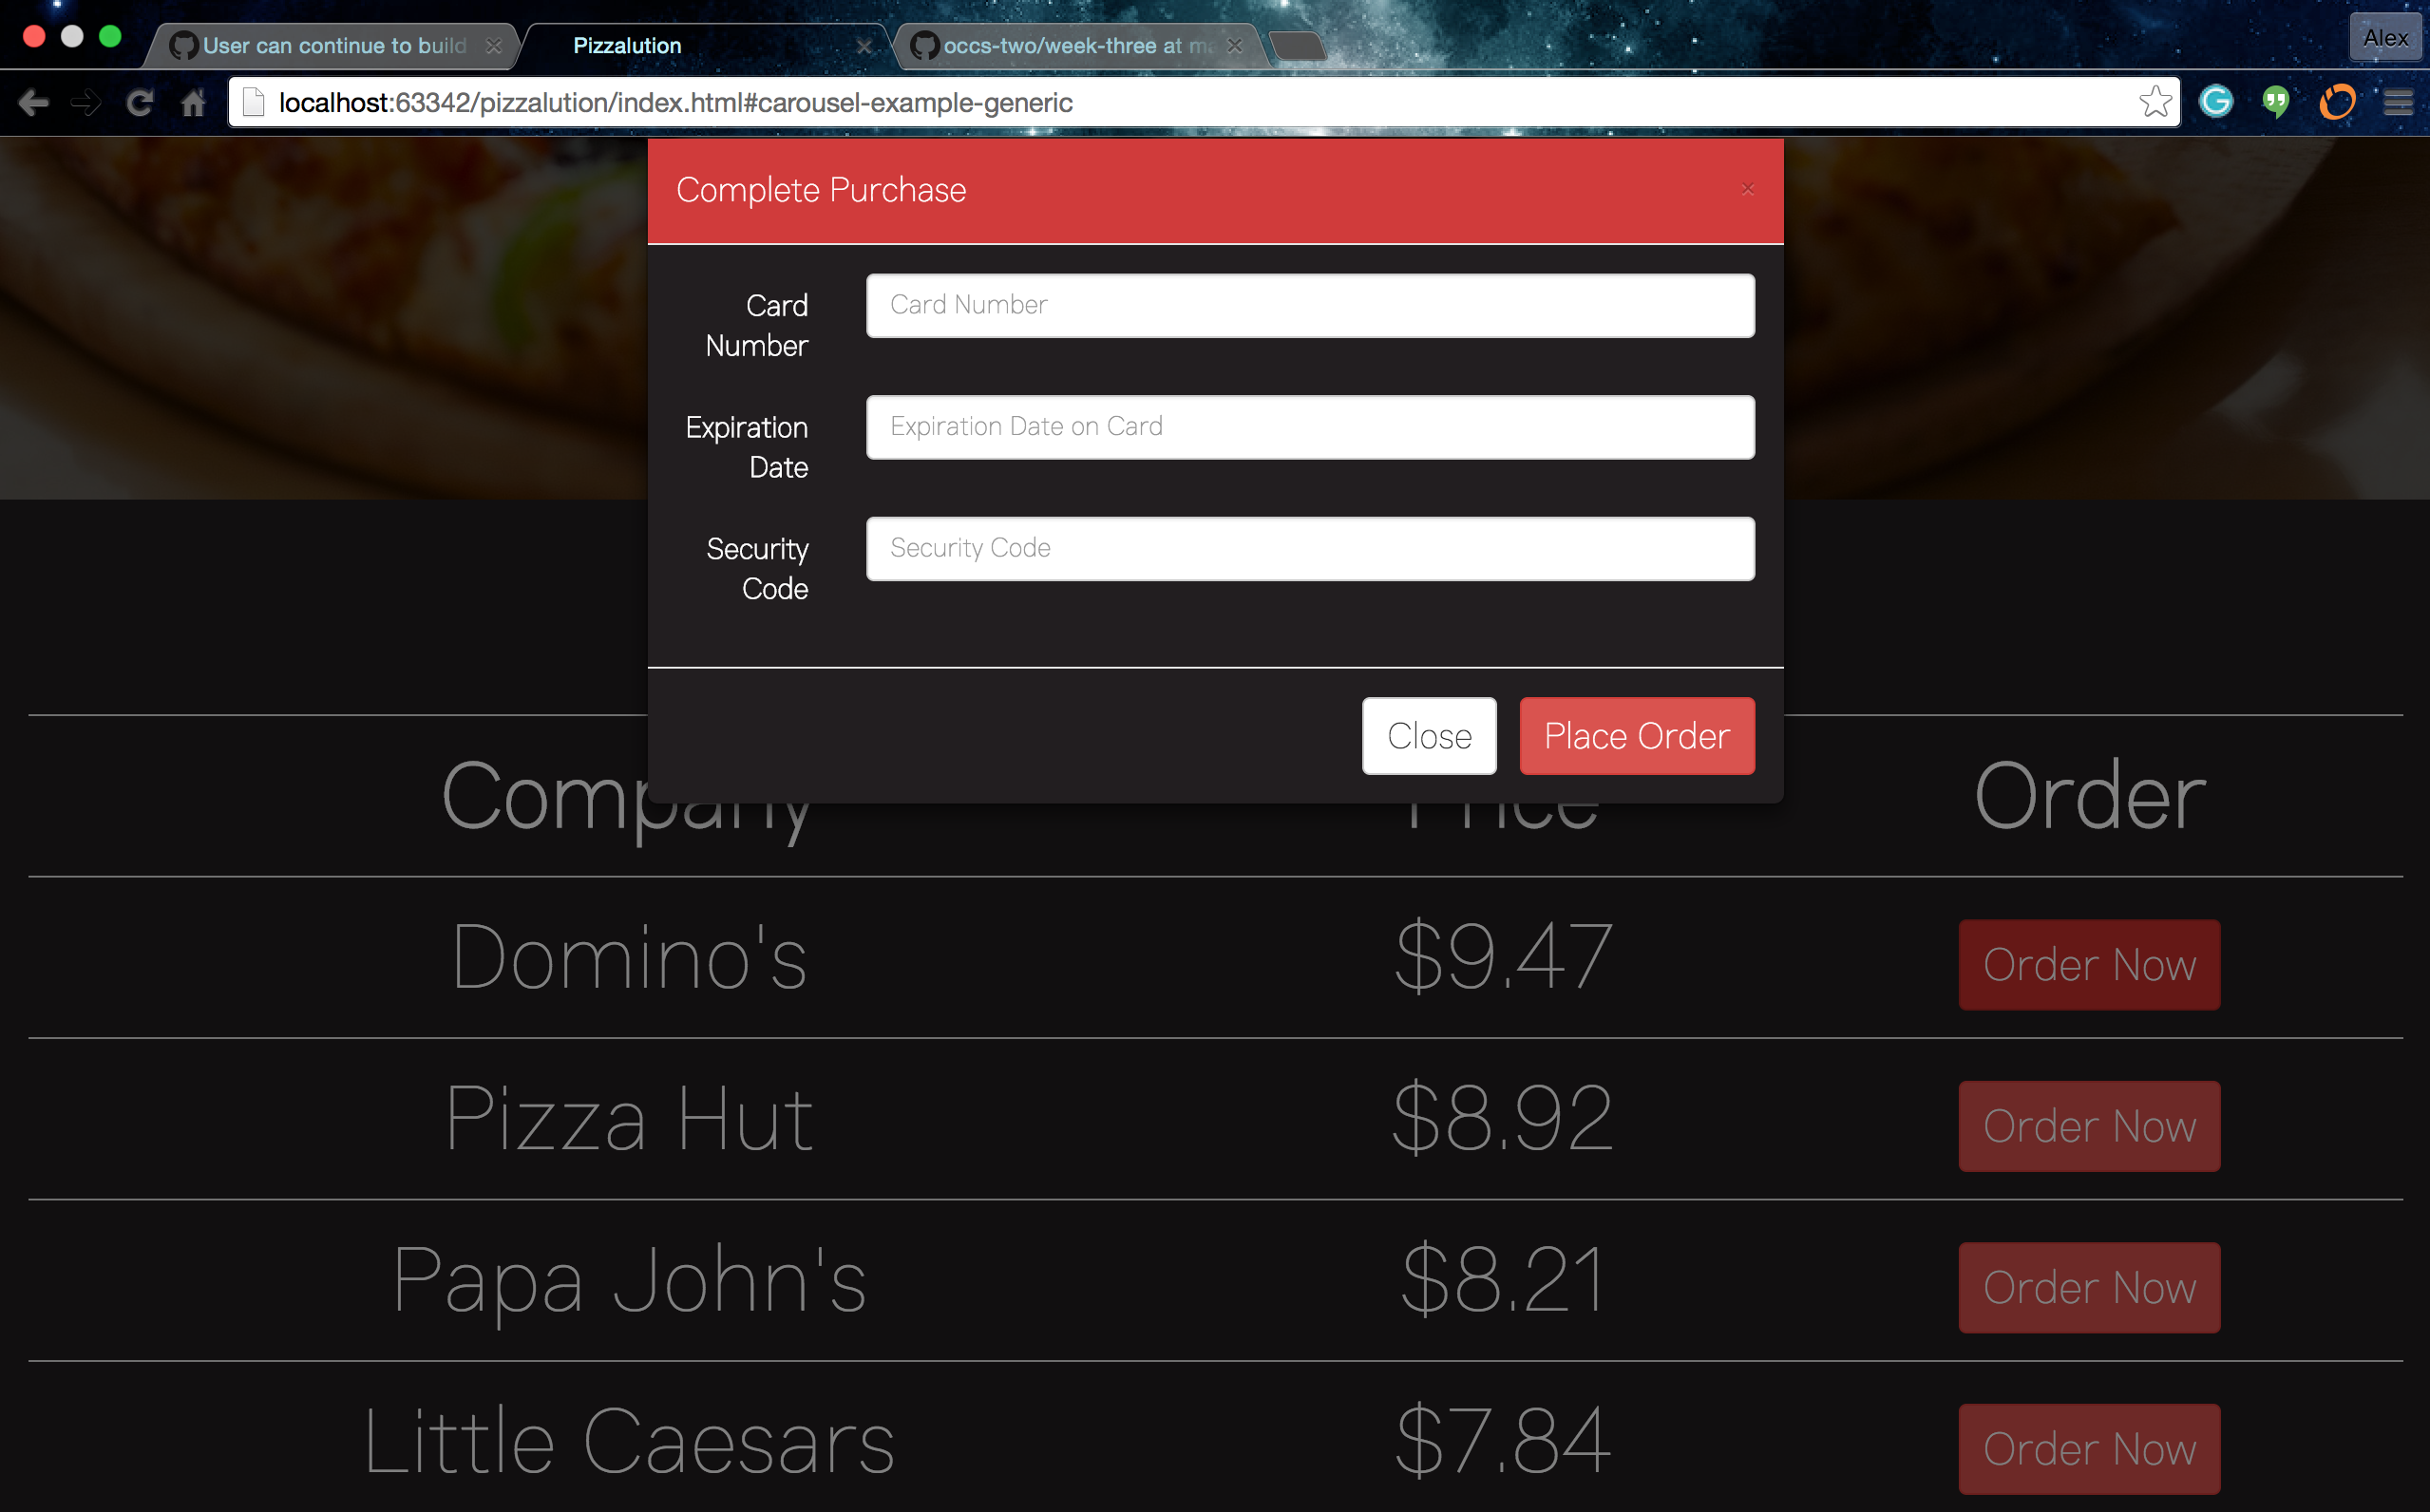 User can continue to build
Pizzalution
occs-two/week-three at ma
Alex
localhost:63342/pizzalution/index.html#carousel-example-generic
Complete Purchase
×
Card Number
Card Number
Expiration Date
Expiration Date on Card
Security Code
Security Code
Close
Place Order
Company
Price
Order
Domino's
$9.47
Order Now
Pizza Hut
$8.92
Order Now
Papa John's
$8.21
Order Now
Little Caesars
$7.84
Order Now